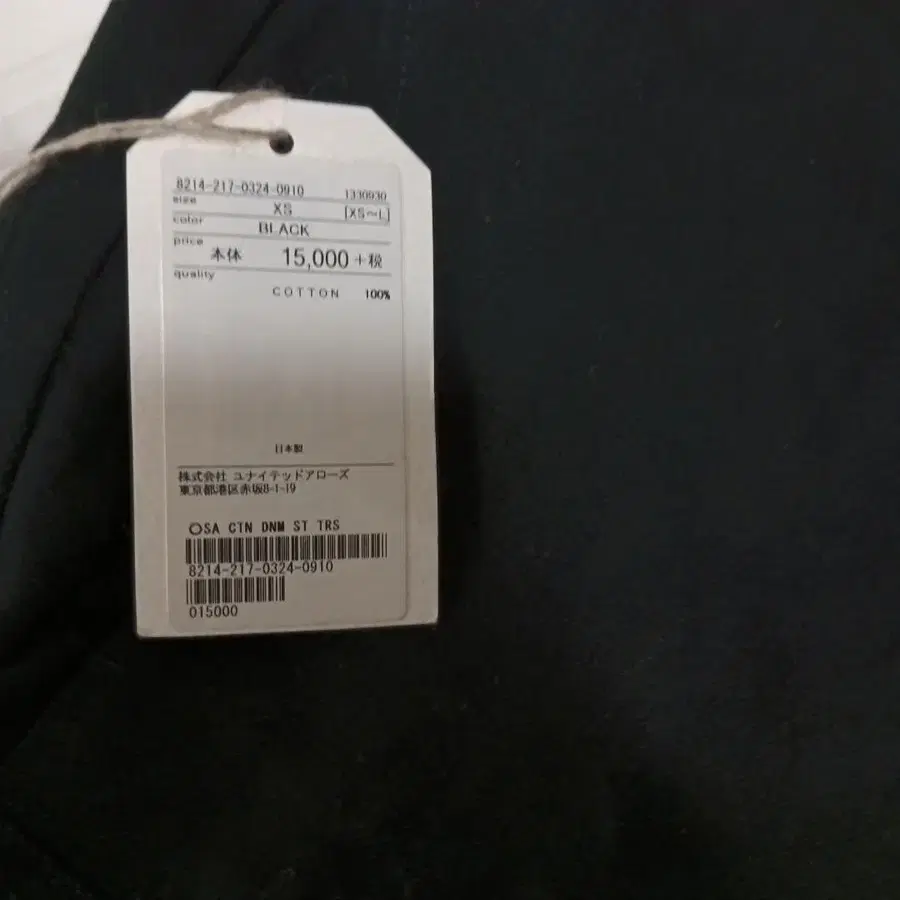 8214-217-0324-0910 1330930
size XS [XS~L]
color BLACK
price 本体 15,000+税
quality
COTTON 100%
日本製
株式会社 ユナイテッドアローズ
東京都港区赤坂8-1-19
○SA CTN DNM ST TRS
8214-217-0324-0910
015000